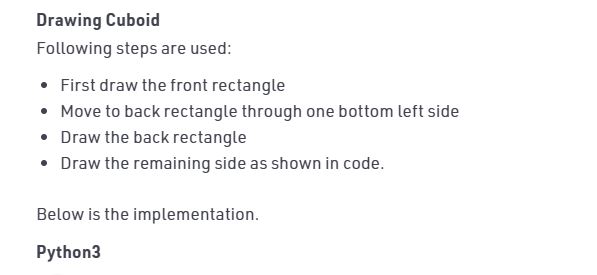 Drawing Cuboid
Following steps are used:
• First draw the front rectangle
• Move to back rectangle through one bottom left side
• Draw the back rectangle
• Draw the remaining side as shown in code.
Below is the implementation.
Python3